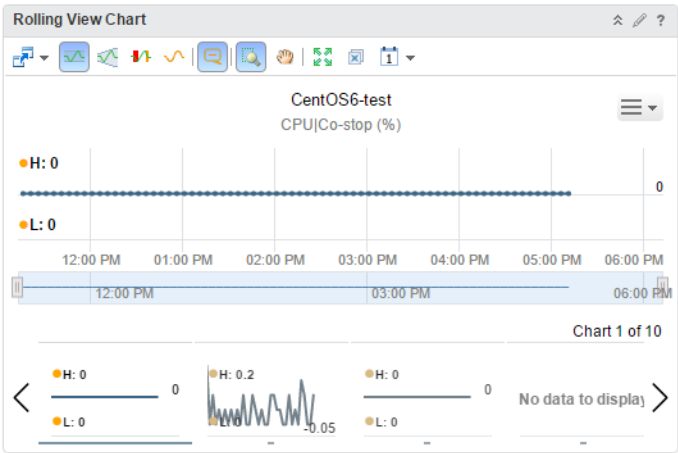 Rolling View Chart
?
1
CentOS6-test
CPU|Co-stop (%)
H: 0
0
L: 0
12:00 PM 01:00 PM 02:00 PM 03:00 PM 04:00 PM 05:00 PM 06:00 PM
12:00 PM 03:00 PM 06:00 PM
Chart 1 of 10
H: 0 H: 0.2 H: 0
0 0
No data to display
L: 0 L: 0 L: 0
-0.05